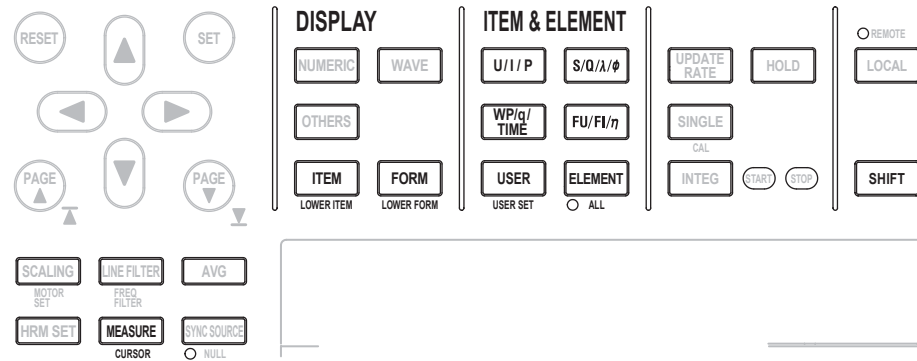 RESET
SET
PAGE
PAGE
SCALING
MOTOR
SET
LINE FILTER
FREQ
FILTER
AVG
HRM SET
MEASURE
CURSOR
SYNC SOURCE
NULL
DISPLAY
NUMERIC
WAVE
OTHERS
ITEM
LOWER ITEM
FORM
LOWER FORM
ITEM & ELEMENT
U/I/P
S/Q/λ/ϕ
WP/q/
TIME
FU/FI/η
USER
USER SET
ELEMENT
ALL
UPDATE
RATE
HOLD
SINGLE
CAL
INTEG
START
STOP
REMOTE
LOCAL
SHIFT